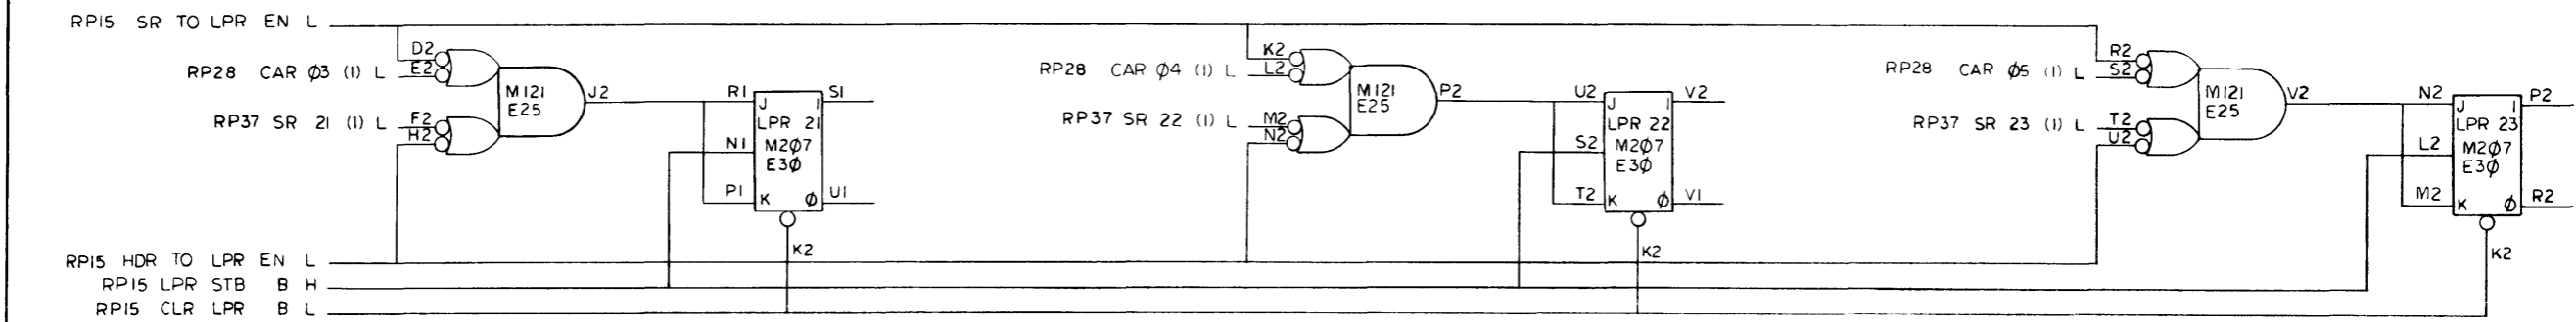 RP15 SR TO LPR EN L
D2
K2
R2
RP28 CAR Ø3 (1) L
E2
RP28 CAR Ø4 (1) L
L2
RP28 CAR Ø5 (1) L
S2
M121
E25
J2
M121
E25
P2
M121
E25
V2
R1
J
1
S1
U2
J
1
V2
N2
J
1
P2
RP37 SR 21 (1) L
F2
H2
RP37 SR 22 (1) L
M2
N2
RP37 SR 23 (1) L
T2
U2
LPR 21
LPR 22
LPR 23
N1
M2Ø7
E3Ø
S2
M2Ø7
E3Ø
L2
M2Ø7
E3Ø
P1
K
Ø
U1
T2
K
Ø
V1
M2
K
Ø
R2
K2
K2
K2
RP15 HDR TO LPR EN L
RP15 LPR STB B H
RP15 CLR LPR B L